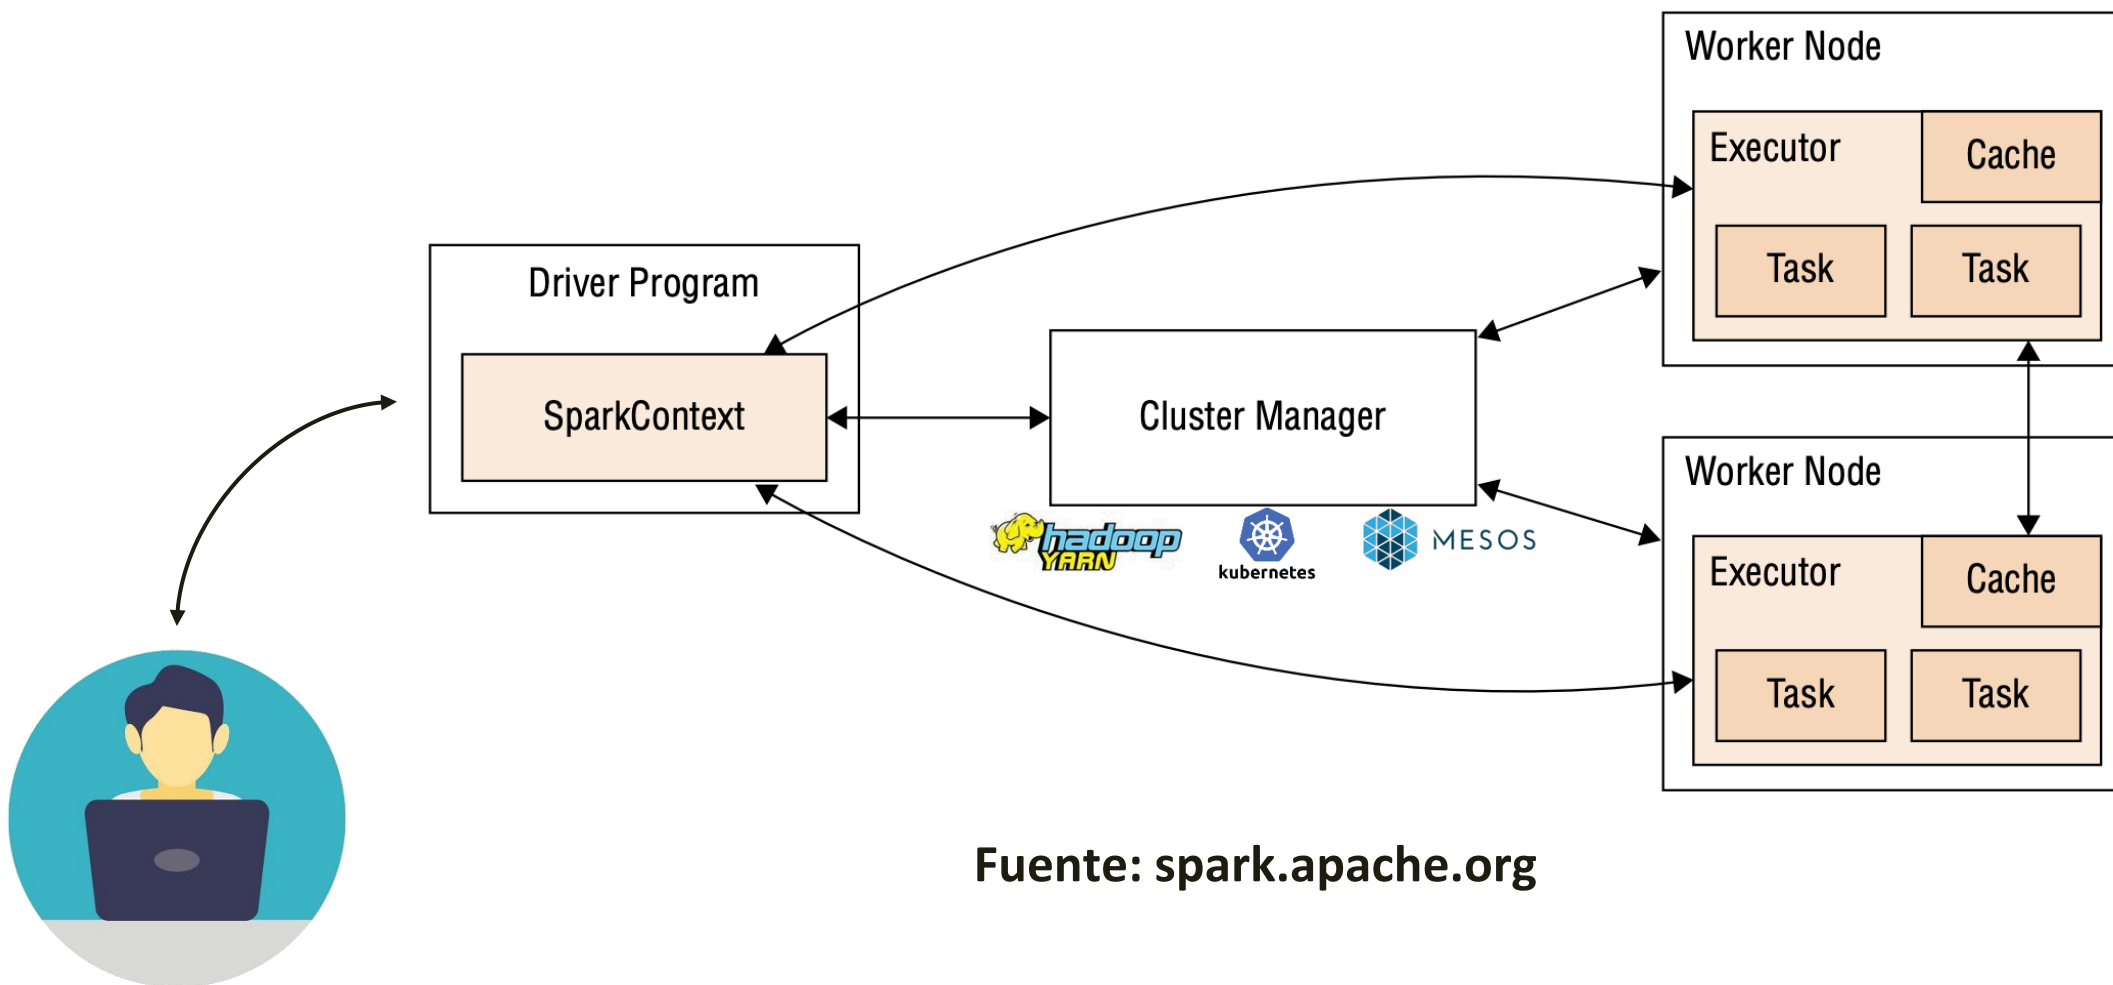 Driver Program
SparkContext
Cluster Manager
hadoop
YARN
kubernetes
MESOS
Worker Node
Executor
Cache
Task
Task
Worker Node
Executor
Cache
Task
Task
Fuente: spark.apache.org